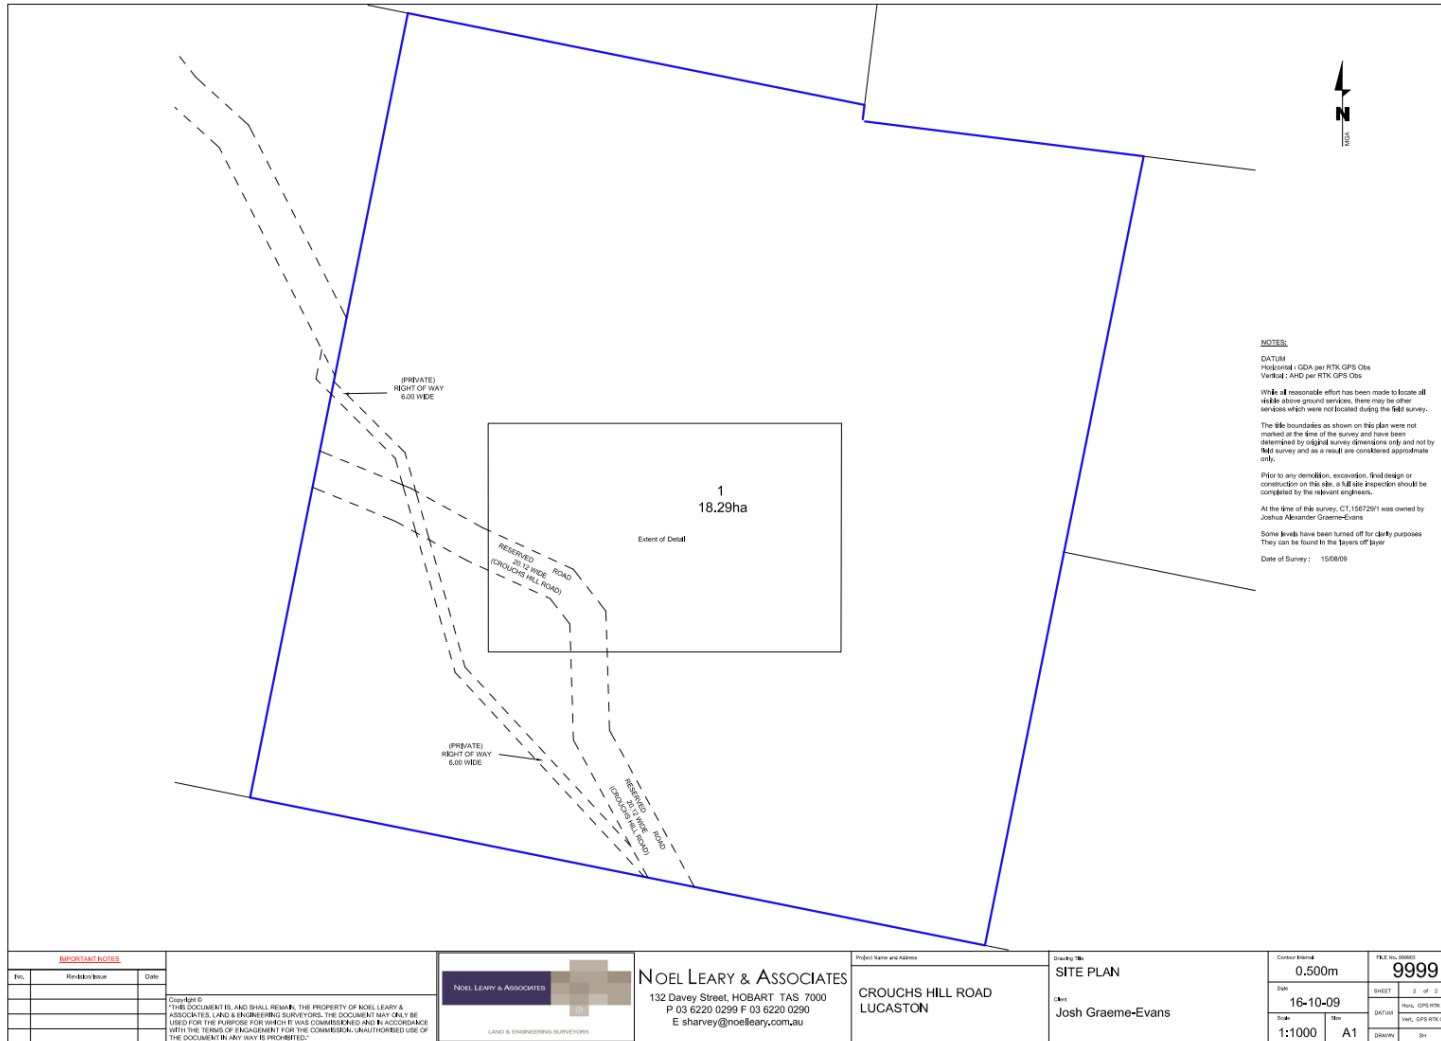 N
MGA
(PRIVATE)
RIGHT OF WAY
6.00 WIDE
1
18.29ha
Extent of Detail
RESERVED ROAD
20.12 WIDE
(CROUCHS HILL ROAD)
(PRIVATE)
RIGHT OF WAY
6.00 WIDE
RESERVED ROAD
20.12 WIDE
(CROUCHS HILL ROAD)
NOTES:
DATUM
Horizontal : GDA per RTK GPS Obs
Vertical : AHD per RTK GPS Obs
While all reasonable effort has been made to locate all
visible above ground services, there may be other
services which were not located during the field survey.
The title boundaries as shown on this plan were not
marked at the time of the survey and have been
determined by original survey dimensions only and not by
field survey and as a result are considered approximate
only.
Prior to any demolition, excavation, final design or
construction on this site, a full site inspection should be
completed by the relevant engineers.
At the time of this survey, CT.156729/1 was owned by
Joshua Alexander Graeme-Evans
Some levels have been turned off for clarity purposes
They can be found in the 'layers off' layer
Date of Survey : 15/08/09
IMPORTANT NOTES
No. Revision/Issue Date
Copyright ©
"THIS DOCUMENT IS, AND SHALL REMAIN, THE PROPERTY OF NOEL LEARY &
ASSOCIATES, LAND & ENGINEERING SURVEYORS. THE DOCUMENT MAY ONLY BE
USED FOR THE PURPOSE FOR WHICH IT WAS COMMISSIONED AND IN ACCORDANCE
WITH THE TERMS OF ENGAGEMENT FOR THE COMMISSION. UNAUTHORISED USE OF
THE DOCUMENT IN ANY WAY IS PROHIBITED."
NOEL LEARY & ASSOCIATES
LAND & ENGINEERING SURVEYORS
NOEL LEARY & ASSOCIATES
132 Davey Street, HOBART TAS 7000
P 03 6220 0299 F 03 6220 0290
E sharvey@noelleary.com.au
Project Name and Address
CROUCHS HILL ROAD
LUCASTON
Drawing Title
SITE PLAN
Client
Josh Graeme-Evans
Contour Interval
0.500m
Date
16-10-09
Scale
1:1000
Size
A1
FILE No.
9999
SHEET 2 of 2
DATUM
Horz. GPS RTK
Vert. GPS RTK
DRAWN SH